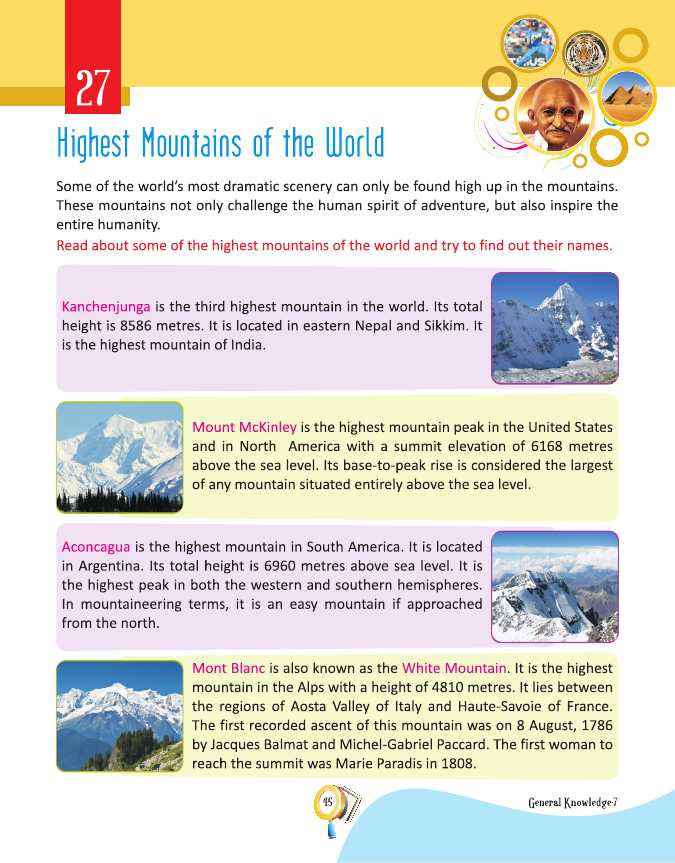 27
Highest Mountains of the World
Some of the world's most dramatic scenery can only be found high up in the mountains.
These mountains not only challenge the human spirit of adventure, but also inspire the
entire humanity.
Read about some of the highest mountains of the world and try to find out their names.
Kanchenjunga is the third highest mountain in the world. Its total
height is 8586 metres. It is located in eastern Nepal and Sikkim. It
is the highest mountain of India.
Mount McKinley is the highest mountain peak in the United States
and in North America with a summit elevation of 6168 metres
above the sea level. Its base-to-peak rise is considered the largest
of any mountain situated entirely above the sea level.
Aconcagua is the highest mountain in South America. It is located
in Argentina. Its total height is 6960 metres above sea level. It is
the highest peak in both the western and southern hemispheres.
In mountaineering terms, it is an easy mountain if approached
from the north.
Mont Blanc is also known as the White Mountain. It is the highest
mountain in the Alps with a height of 4810 metres. It lies between
the regions of Aosta Valley of Italy and Haute-Savoie of France.
The first recorded ascent of this mountain was on 8 August, 1786
by Jacques Balmat and Michel-Gabriel Paccard. The first woman to
reach the summit was Marie Paradis in 1808.
45
General Knowledge-7